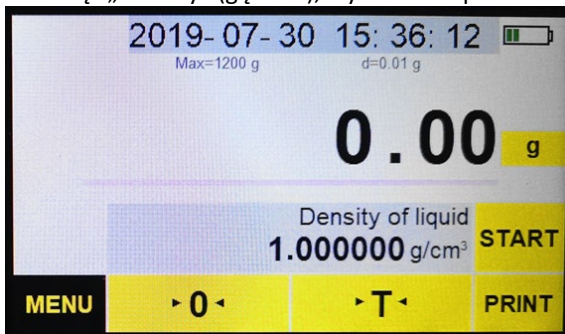 2019-07-30 15:36:12
Max=1200 g d=0.01 g
0.00 g
Density of liquid
1.000000 g/cm³
START
MENU ▸0◂ ▸T◂ PRINT